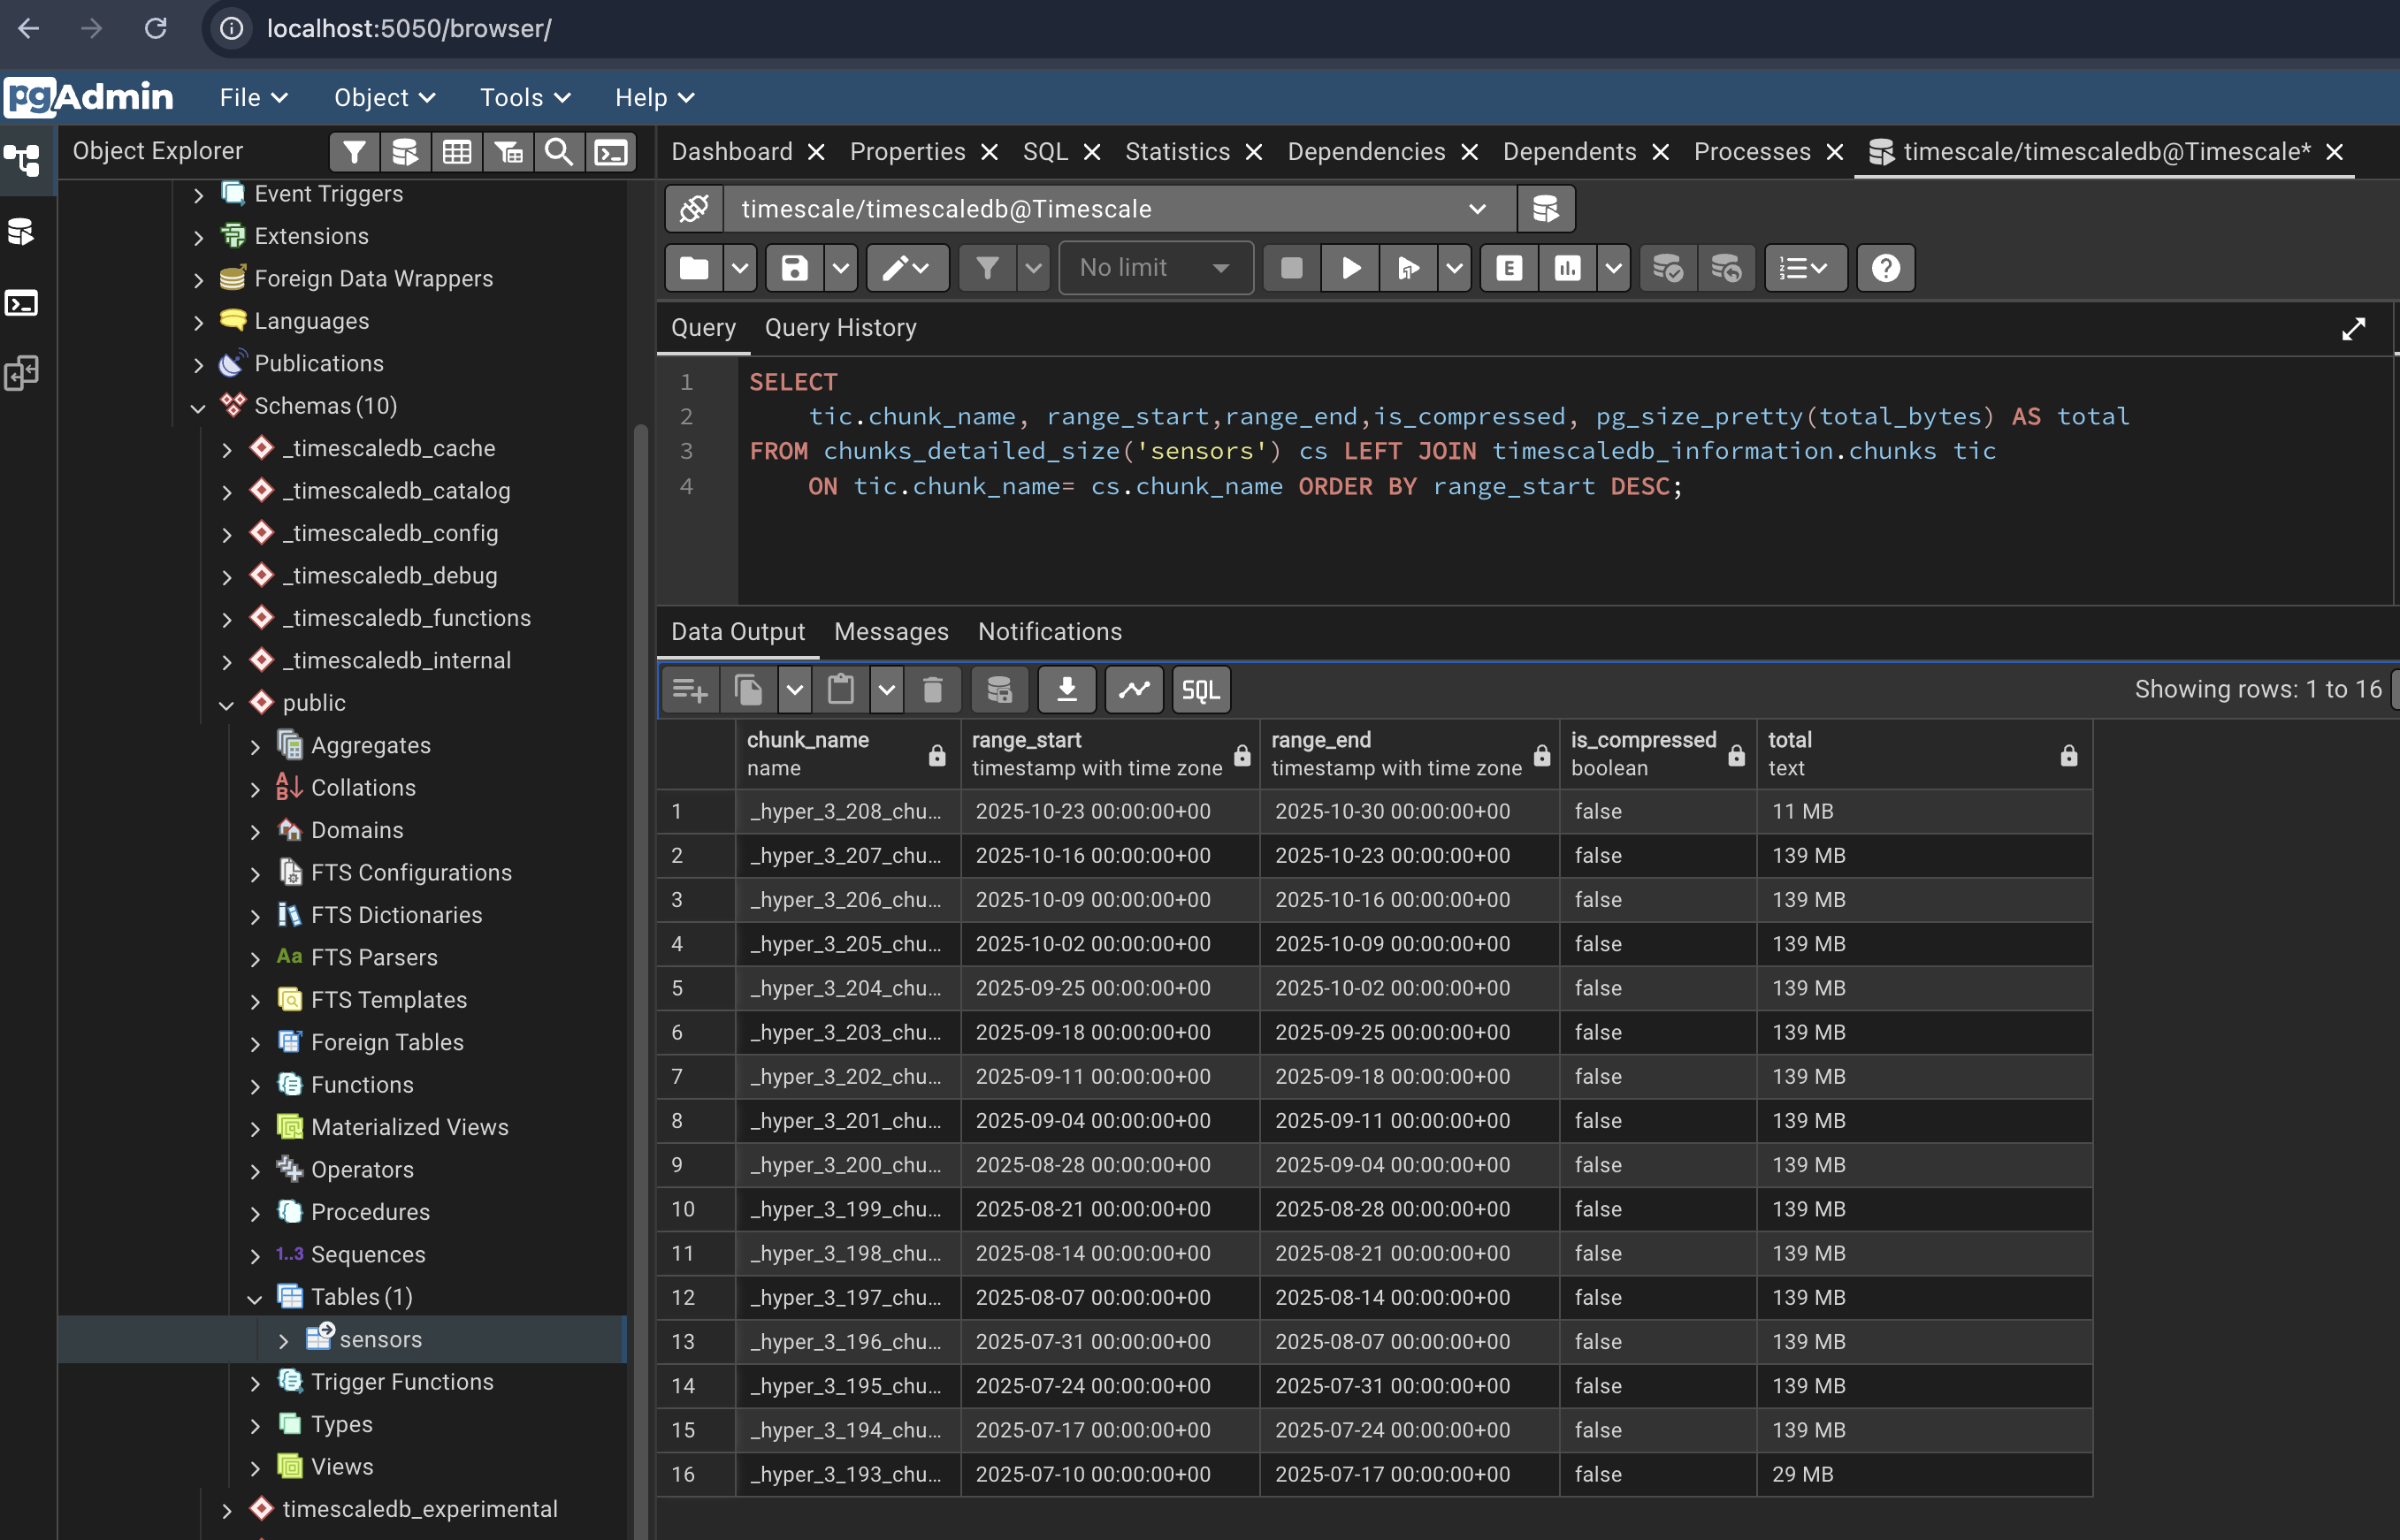 localhost:5050/browser/
pgAdmin File Object Tools Help
Object Explorer
Event Triggers
Extensions
Foreign Data Wrappers
Languages
Publications
Schemas (10)
_timescaledb_cache
_timescaledb_catalog
_timescaledb_config
_timescaledb_debug
_timescaledb_functions
_timescaledb_internal
public
Aggregates
Collations
Domains
FTS Configurations
FTS Dictionaries
Aa FTS Parsers
FTS Templates
Foreign Tables
Functions
Materialized Views
Operators
Procedures
1..3 Sequences
Tables (1)
sensors
Trigger Functions
Types
Views
timescaledb_experimental
Dashboard Properties SQL Statistics Dependencies Dependents Processes timescale/timescaledb@Timescale*
timescale/timescaledb@Timescale
No limit E
Query Query History
1 SELECT
2 tic.chunk_name, range_start,range_end,is_compressed, pg_size_pretty(total_bytes) AS total
3 FROM chunks_detailed_size('sensors') cs LEFT JOIN timescaledb_information.chunks tic
4 ON tic.chunk_name= cs.chunk_name ORDER BY range_start DESC;
Data Output Messages Notifications
SQL Showing rows: 1 to 16
chunk_name range_start range_end is_compressed total
name timestamp with time zone timestamp with time zone boolean text
1 _hyper_3_208_chu... 2025-10-23 00:00:00+00 2025-10-30 00:00:00+00 false 11 MB
2 _hyper_3_207_chu... 2025-10-16 00:00:00+00 2025-10-23 00:00:00+00 false 139 MB
3 _hyper_3_206_chu... 2025-10-09 00:00:00+00 2025-10-16 00:00:00+00 false 139 MB
4 _hyper_3_205_chu... 2025-10-02 00:00:00+00 2025-10-09 00:00:00+00 false 139 MB
5 _hyper_3_204_chu... 2025-09-25 00:00:00+00 2025-10-02 00:00:00+00 false 139 MB
6 _hyper_3_203_chu... 2025-09-18 00:00:00+00 2025-09-25 00:00:00+00 false 139 MB
7 _hyper_3_202_chu... 2025-09-11 00:00:00+00 2025-09-18 00:00:00+00 false 139 MB
8 _hyper_3_201_chu... 2025-09-04 00:00:00+00 2025-09-11 00:00:00+00 false 139 MB
9 _hyper_3_200_chu... 2025-08-28 00:00:00+00 2025-09-04 00:00:00+00 false 139 MB
10 _hyper_3_199_chu... 2025-08-21 00:00:00+00 2025-08-28 00:00:00+00 false 139 MB
11 _hyper_3_198_chu... 2025-08-14 00:00:00+00 2025-08-21 00:00:00+00 false 139 MB
12 _hyper_3_197_chu... 2025-08-07 00:00:00+00 2025-08-14 00:00:00+00 false 139 MB
13 _hyper_3_196_chu... 2025-07-31 00:00:00+00 2025-08-07 00:00:00+00 false 139 MB
14 _hyper_3_195_chu... 2025-07-24 00:00:00+00 2025-07-31 00:00:00+00 false 139 MB
15 _hyper_3_194_chu... 2025-07-17 00:00:00+00 2025-07-24 00:00:00+00 false 139 MB
16 _hyper_3_193_chu... 2025-07-10 00:00:00+00 2025-07-17 00:00:00+00 false 29 MB